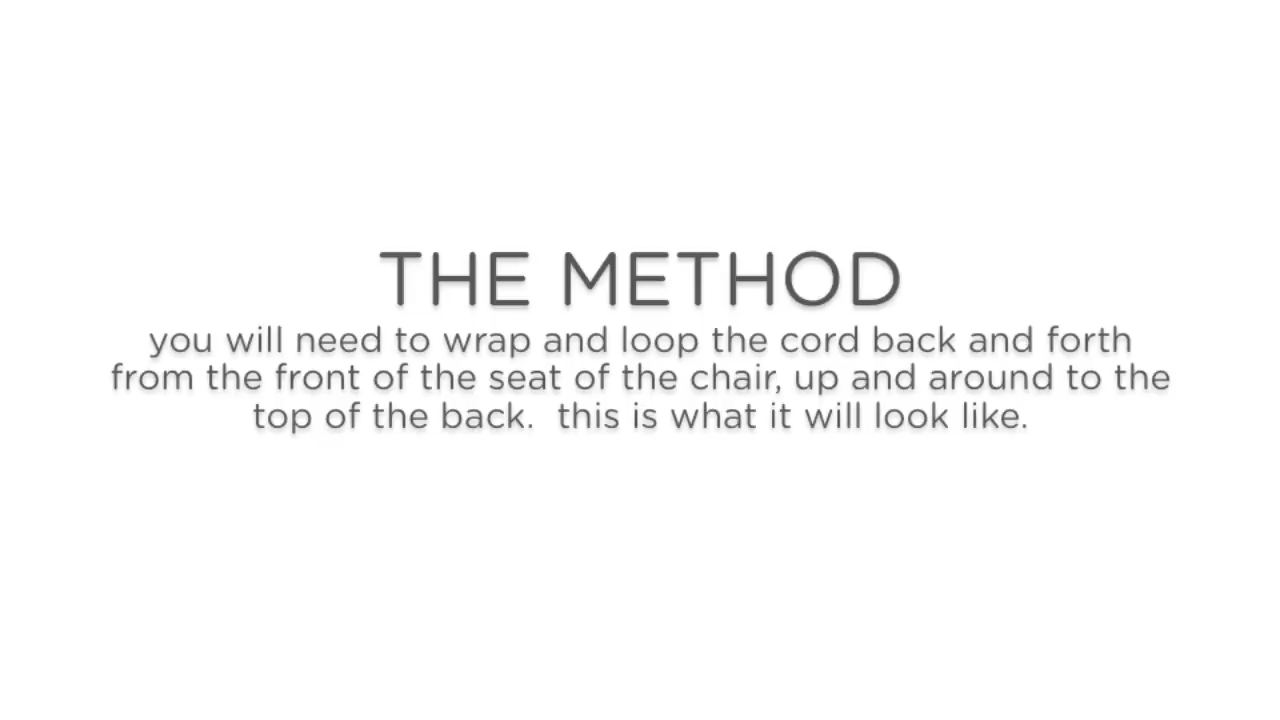 THE METHOD
you will need to wrap and loop the cord back and forth
from the front of the seat of the chair, up and around to the
top of the back.  this is what it will look like.